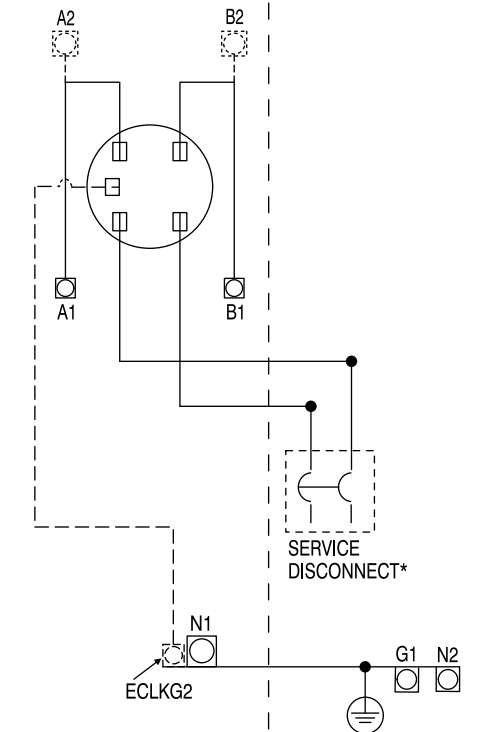 A2
B2
A1
B1
SERVICE
DISCONNECT*
N1
G1
N2
ECLKG2